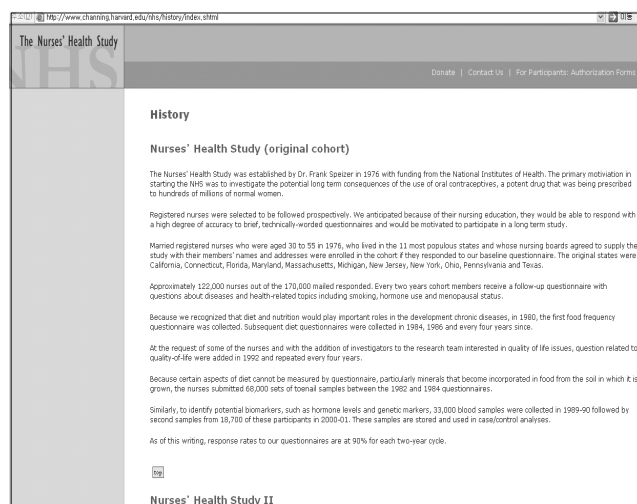 주소(D) http://www.channing.harvard.edu/nhs/history/index.shtml 이동
The Nurses' Health Study
NHS
Donate | Contact Us | For Participants: Authorization Forms
History
Nurses' Health Study (original cohort)
The Nurses' Health Study was established by Dr. Frank Speizer in 1976 with funding from the National Institutes of Health. The primary motiviation in
starting the NHS was to investigate the potential long term consequences of the use of oral contraceptives, a potent drug that was being prescribed
to hundreds of millions of normal women.
Registered nurses were selected to be followed prospectively. We anticipated because of their nursing education, they would be able to respond with
a high degree of accuracy to brief, technically-worded questionnaires and would be motivated to participate in a long term study.
Married registered nurses who were aged 30 to 55 in 1976, who lived in the 11 most populous states and whose nursing boards agreed to supply the
study with their members' names and addresses were enrolled in the cohort if they responded to our baseline questionnaire. The original states were
California, Connecticut, Florida, Maryland, Massachusetts, Michigan, New Jersey, New York, Ohio, Pennsylvania and Texas.
Approximately 122,000 nurses out of the 170,000 mailed responded. Every two years cohort members receive a follow-up questionnaire with
questions about diseases and health-related topics including smoking, hormone use and menopausal status.
Because we recognized that diet and nutrition would play important roles in the development chronic diseases, in 1980, the first food frequency
questionnaire was collected. Subsequent diet questionnaires were collected in 1984, 1986 and every four years since.
At the request of some of the nurses and with the addition of investigators to the research team interested in quality of life issues, question related to
quality-of-life were added in 1992 and repeated every four years.
Because certain aspects of diet cannot be measured by questionnaire, particularly minerals that become incorporated in food from the soil in which it is
grown, the nurses submitted 68,000 sets of toenail samples between the 1982 and 1984 questionnaires.
Similarly, to identify potential biomarkers, such as hormone levels and genetic markers, 33,000 blood samples were collected in 1989-90 followed by
second samples from 18,700 of these participants in 2000-01. These samples are stored and used in case/control analyses.
As of this writing, response rates to our questionnaires are at 90% for each two-year cycle.
top
Nurses' Health Study II